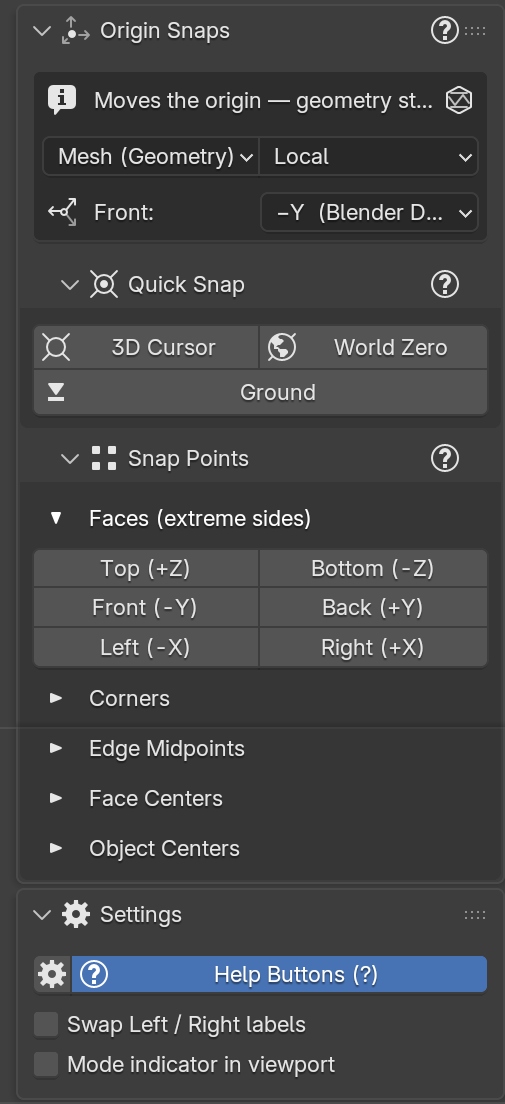 Origin Snaps
Moves the origin — geometry st...
Mesh (Geometry) Local
Front: −Y (Blender D...
Quick Snap
3D Cursor World Zero
Ground
Snap Points
Faces (extreme sides)
Top (+Z) Bottom (-Z)
Front (-Y) Back (+Y)
Left (-X) Right (+X)
Corners
Edge Midpoints
Face Centers
Object Centers
Settings
Help Buttons (?)
Swap Left / Right labels
Mode indicator in viewport